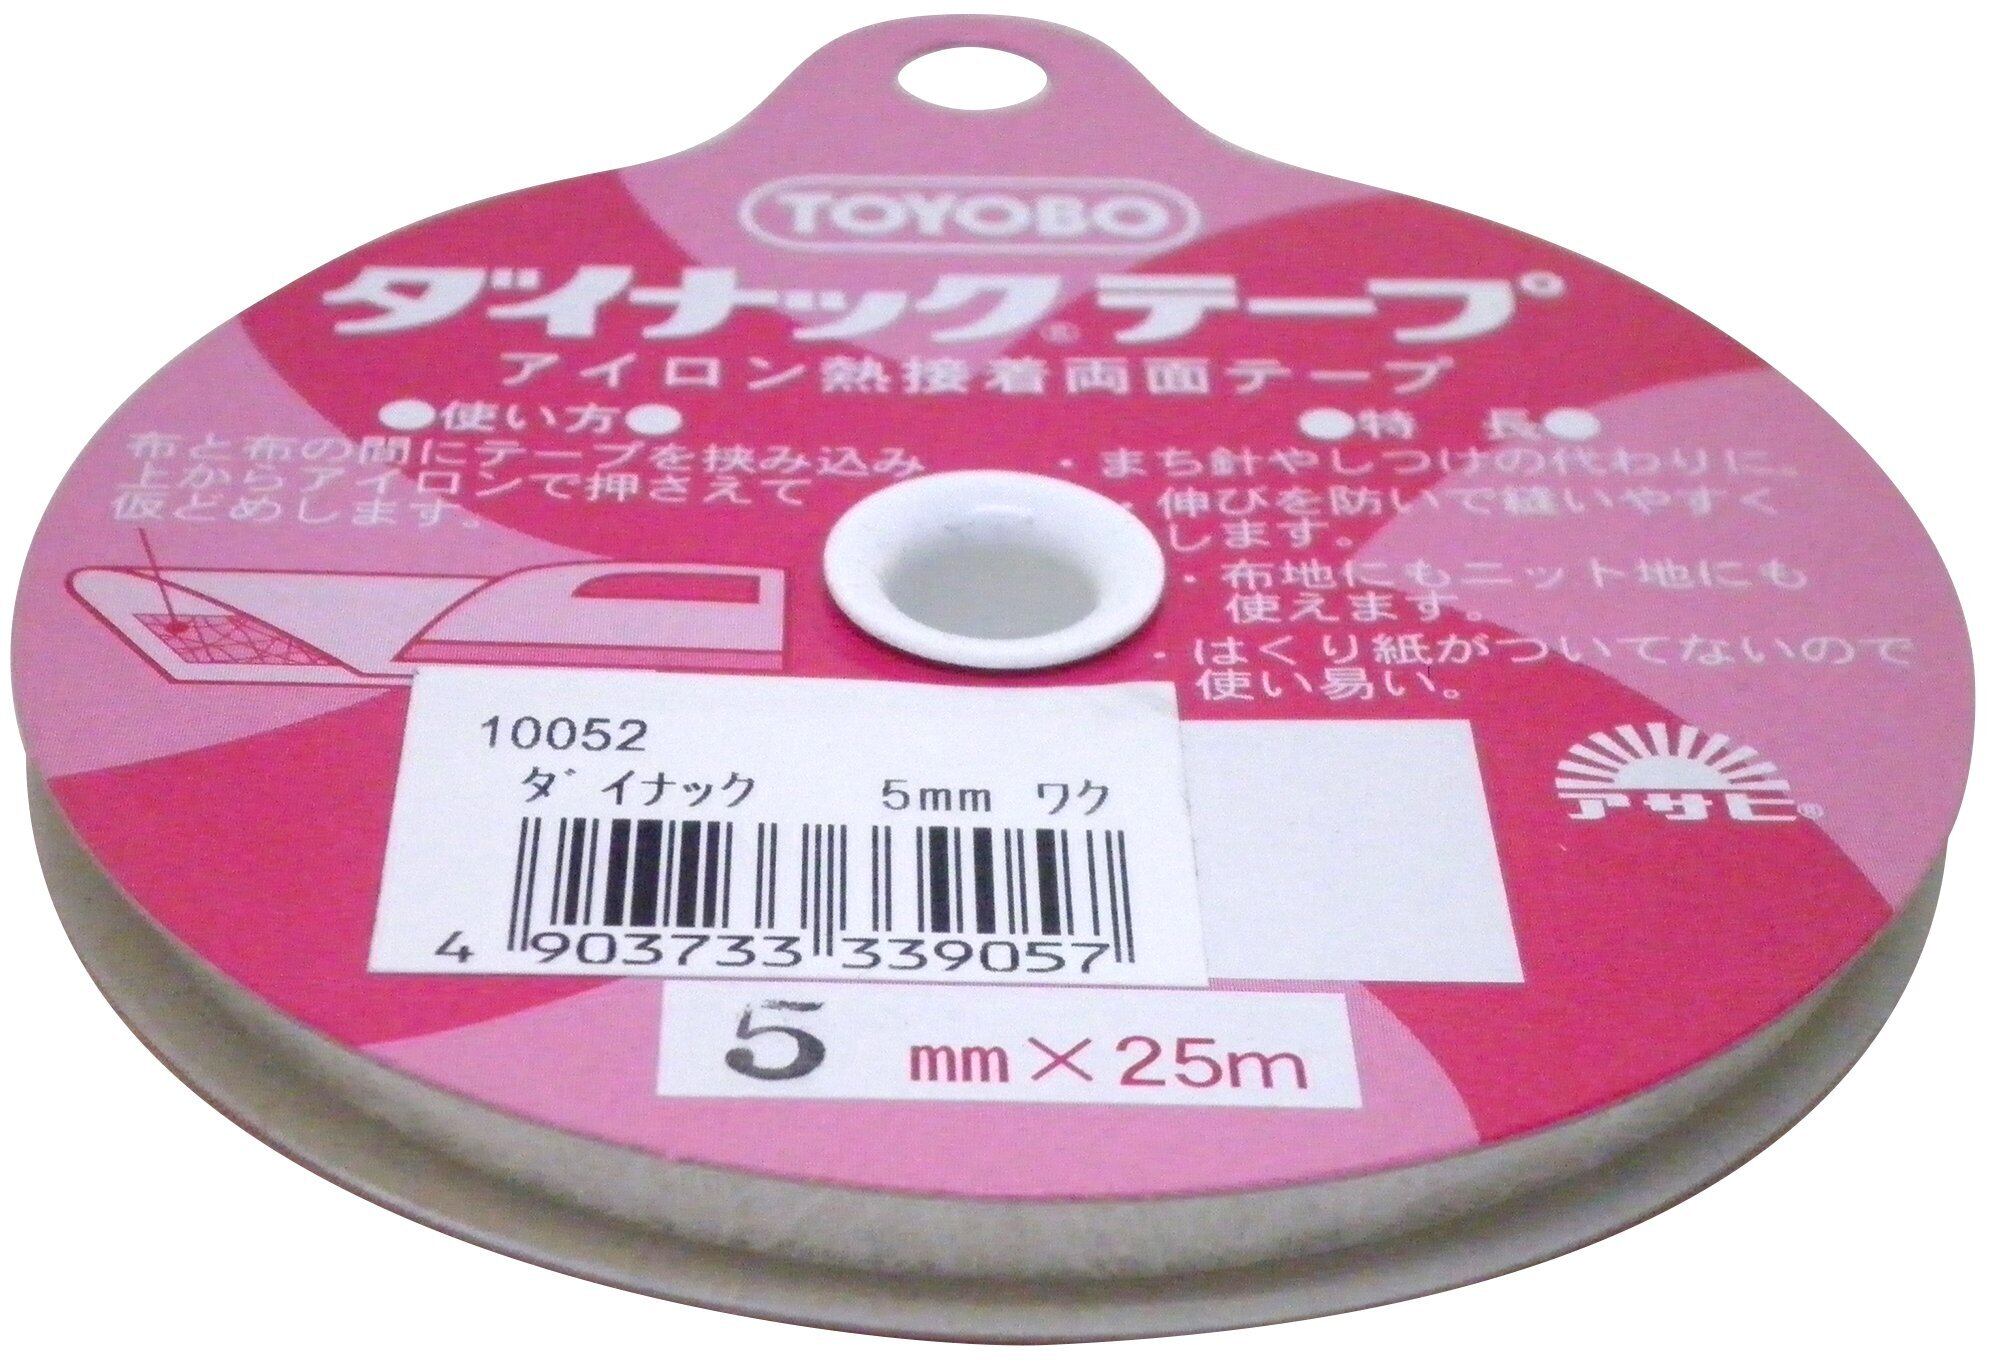 TOYOBO
ダイナック®テープ
アイロン熱接着両面テープ
●使い方●
布と布の間にテープを挟み込み
上からアイロンで押さえて
仮どめします。
●特 長●
・まち針やしつけの代わりに。
・伸びを防いで縫いやすく
します。
・布地にもニット地にも
使えます。
・はくり紙がついてないので
使い易い。
アサヒ®
10052
ダイナック 5mm ワク
4 903733 339057
5 mm×25m